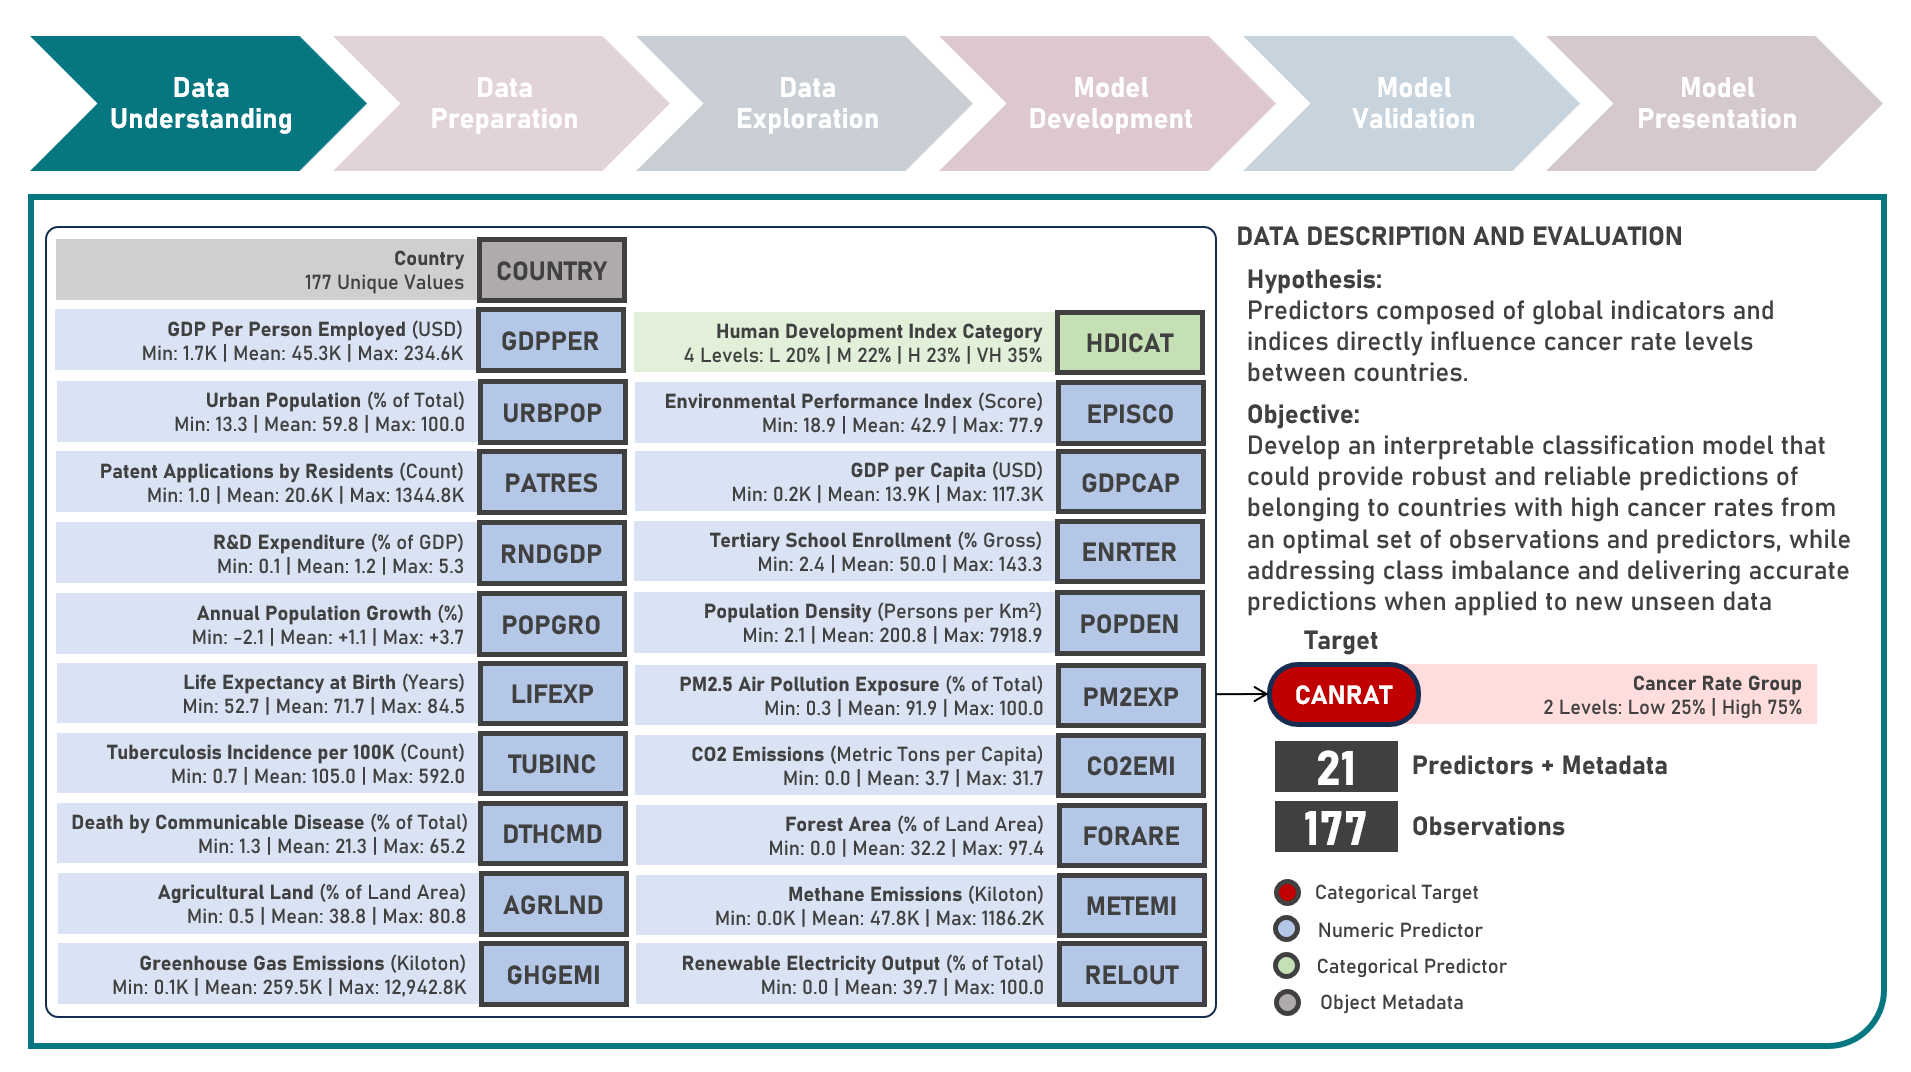 Data
Understanding
Data
Preparation
Data
Exploration
Model
Development
Model
Validation
Model
Presentation
Country
177 Unique Values
COUNTRY
GDP Per Person Employed (USD)
Min: 1.7K | Mean: 45.3K | Max: 234.6K
GDPPER
Urban Population (% of Total)
Min: 13.3 | Mean: 59.8 | Max: 100.0
URBPOP
Patent Applications by Residents (Count)
Min: 1.0 | Mean: 20.6K | Max: 1344.8K
PATRES
R&D Expenditure (% of GDP)
Min: 0.1 | Mean: 1.2 | Max: 5.3
RNDGDP
Annual Population Growth (%)
Min: -2.1 | Mean: +1.1 | Max: +3.7
POPGRO
Life Expectancy at Birth (Years)
Min: 52.7 | Mean: 71.7 | Max: 84.5
LIFEXP
Tuberculosis Incidence per 100K (Count)
Min: 0.7 | Mean: 105.0 | Max: 592.0
TUBINC
Death by Communicable Disease (% of Total)
Min: 1.3 | Mean: 21.3 | Max: 65.2
DTHCMD
Agricultural Land (% of Land Area)
Min: 0.5 | Mean: 38.8 | Max: 80.8
AGRLND
Greenhouse Gas Emissions (Kiloton)
Min: 0.1K | Mean: 259.5K | Max: 12,942.8K
GHGEMI
Human Development Index Category
4 Levels: L 20% | M 22% | H 23% | VH 35%
HDICAT
Environmental Performance Index (Score)
Min: 18.9 | Mean: 42.9 | Max: 77.9
EPISCO
GDP per Capita (USD)
Min: 0.2K | Mean: 13.9K | Max: 117.3K
GDPCAP
Tertiary School Enrollment (% Gross)
Min: 2.4 | Mean: 50.0 | Max: 143.3
ENRTER
Population Density (Persons per Km²)
Min: 2.1 | Mean: 200.8 | Max: 7918.9
POPDEN
PM2.5 Air Pollution Exposure (% of Total)
Min: 0.3 | Mean: 91.9 | Max: 100.0
PM2EXP
CO2 Emissions (Metric Tons per Capita)
Min: 0.0 | Mean: 3.7 | Max: 31.7
CO2EMI
Forest Area (% of Land Area)
Min: 0.0 | Mean: 32.2 | Max: 97.4
FORARE
Methane Emissions (Kiloton)
Min: 0.0K | Mean: 47.8K | Max: 1186.2K
METEMI
Renewable Electricity Output (% of Total)
Min: 0.0 | Mean: 39.7 | Max: 100.0
RELOUT
DATA DESCRIPTION AND EVALUATION
Hypothesis:
Predictors composed of global indicators and
indices directly influence cancer rate levels
between countries.
Objective:
Develop an interpretable classification model that
could provide robust and reliable predictions of
belonging to countries with high cancer rates from
an optimal set of observations and predictors, while
addressing class imbalance and delivering accurate
predictions when applied to new unseen data
Target
CANRAT
Cancer Rate Group
2 Levels: Low 25% | High 75%
21 Predictors + Metadata
177 Observations
Categorical Target
Numeric Predictor
Categorical Predictor
Object Metadata